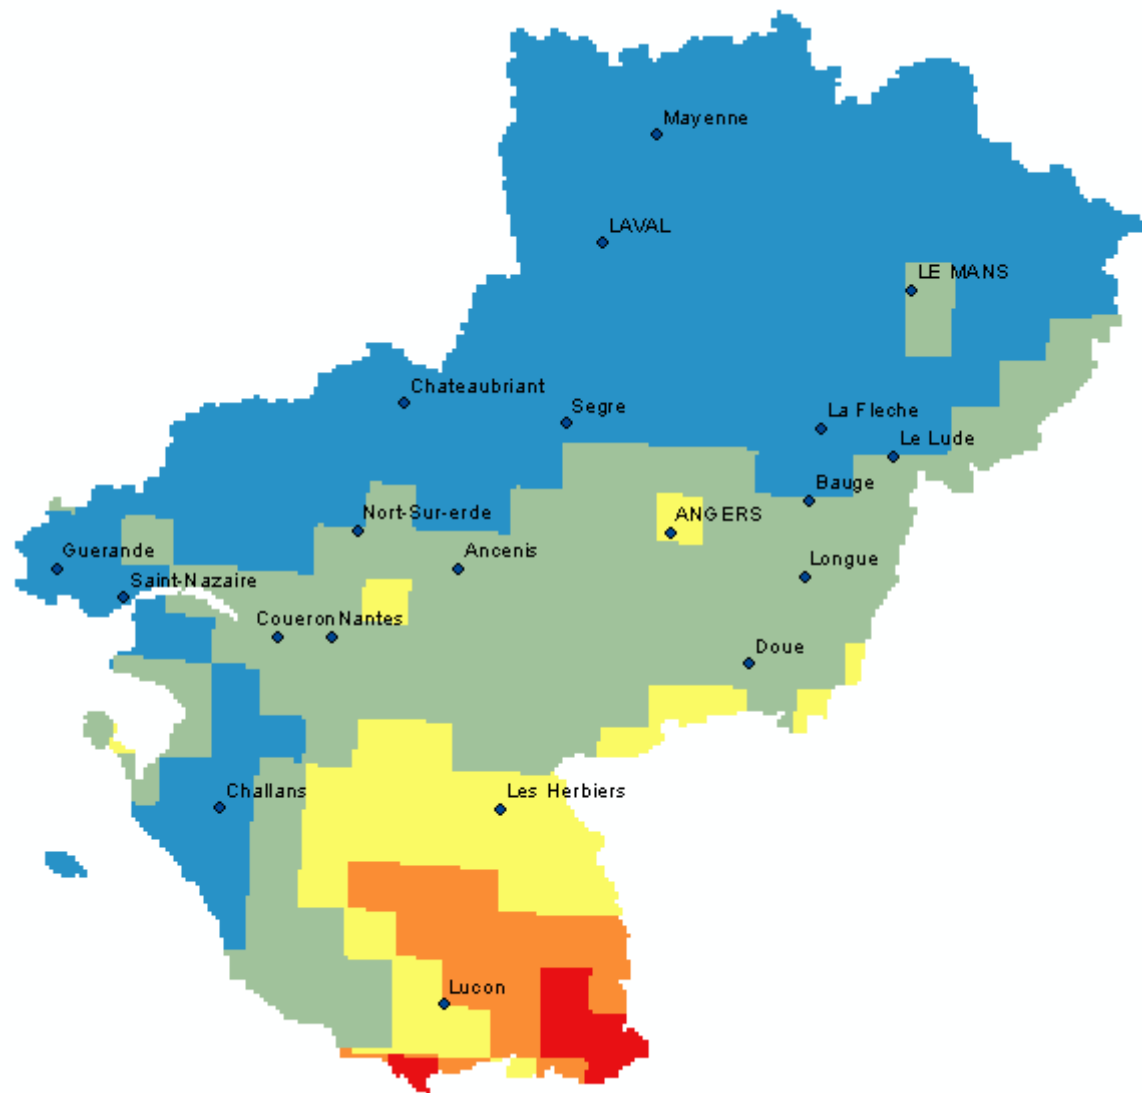 Mayenne
LAVAL
LE MANS
Chateaubriant
Segre
La Fleche
Le Lude
Bauge
Nort-Sur-erde
ANGERS
Guerande
Ancenis
Longue
Saint-Nazaire
Coueron Nantes
Doue
Challans
Les Herbiers
Lucon